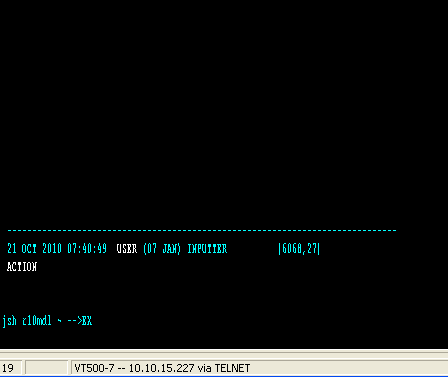 --------------------------------------------------------------------------------
21 OCT 2010 07:40:49 USER (07 JAN) INPUTTER [6068,27]
ACTION
jsh r10mdl ~ -->EX
19 VT500-7 -- 10.10.15.227 via TELNET